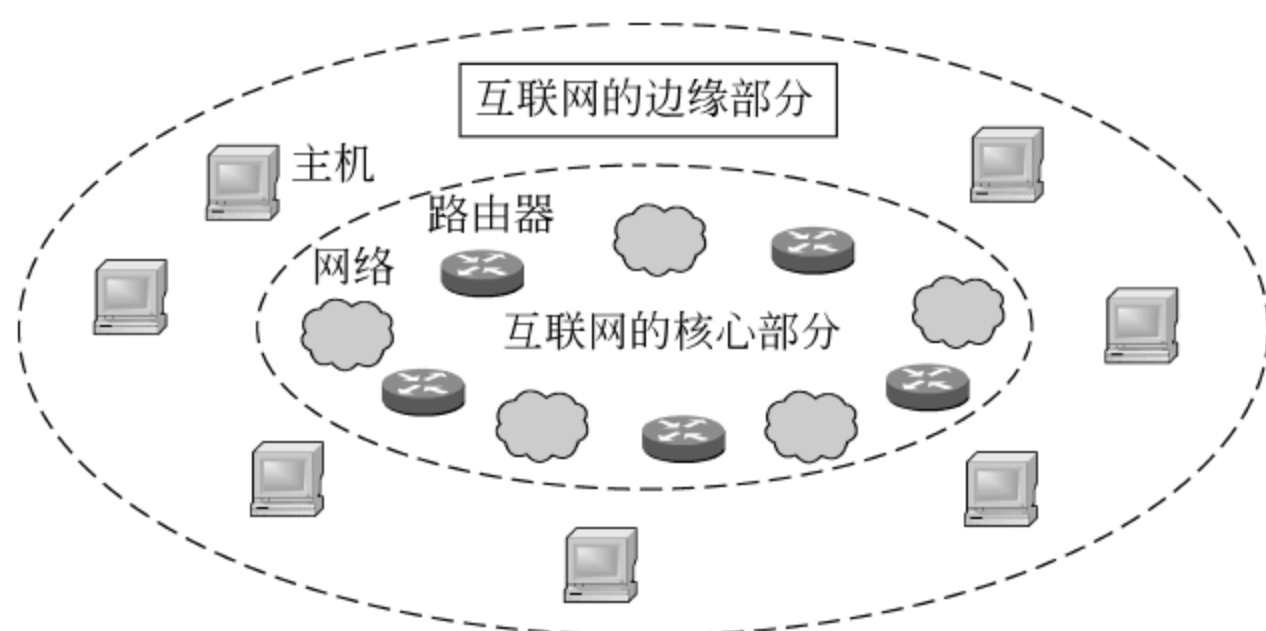 互联网的边缘部分
主机
路由器
网络
互联网的核心部分